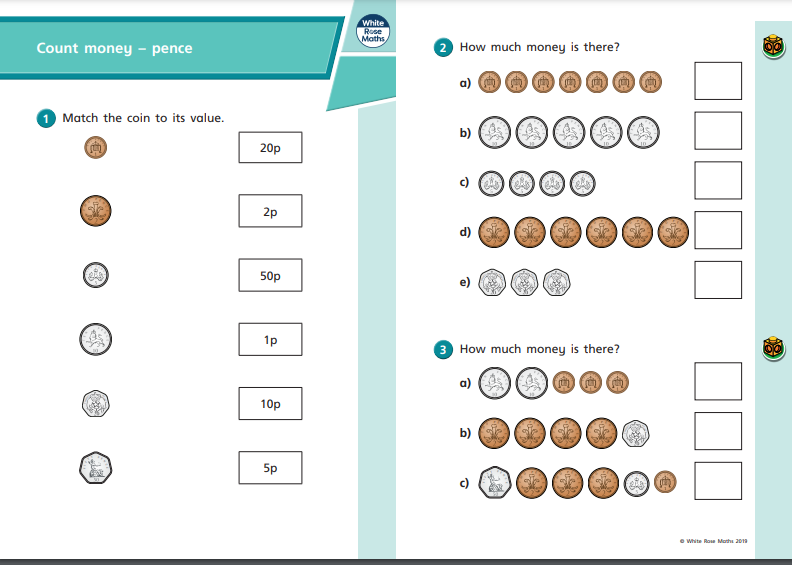 Count money – pence
White
Rose
Maths
1 Match the coin to its value.
20p
2p
50p
1p
10p
5p
2 How much money is there?
a)
b)
c)
d)
e)
3 How much money is there?
a)
b)
c)
© White Rose Maths 2019